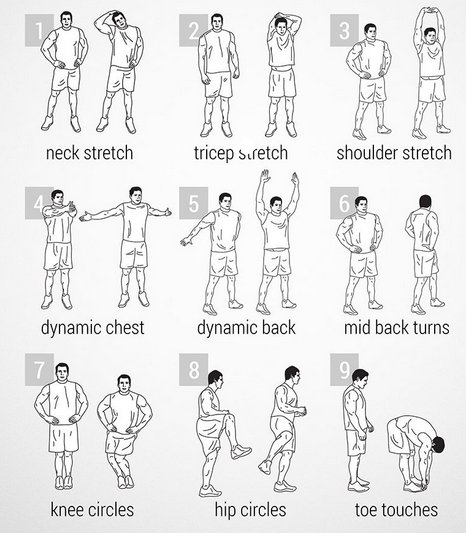 1
2
3
neck stretch
tricep stretch
shoulder stretch
4
5
6
dynamic chest
dynamic back
mid back turns
7
8
9
knee circles
hip circles
toe touches